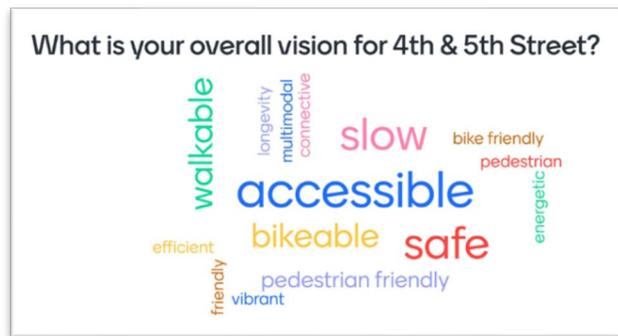 What is your overall vision for 4th & 5th Street?
walkable
longevity
multimodal
connective
slow
bike friendly
pedestrian
energetic
accessible
bikeable
safe
efficient
friendly
pedestrian friendly
vibrant